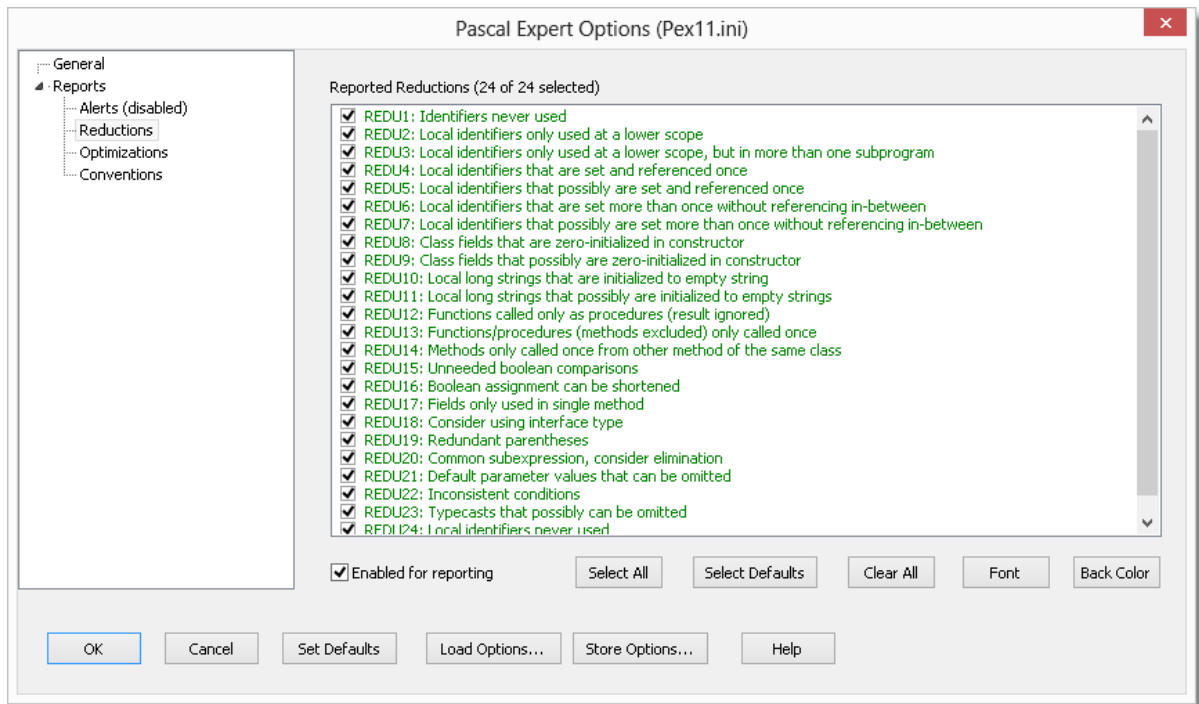 Pascal Expert Options (Pex11.ini)
General
Reports
Alerts (disabled)
Reductions
Optimizations
Conventions
Reported Reductions (24 of 24 selected)
REDU1: Identifiers never used
REDU2: Local identifiers only used at a lower scope
REDU3: Local identifiers only used at a lower scope, but in more than one subprogram
REDU4: Local identifiers that are set and referenced once
REDU5: Local identifiers that possibly are set and referenced once
REDU6: Local identifiers that are set more than once without referencing in-between
REDU7: Local identifiers that possibly are set more than once without referencing in-between
REDU8: Class fields that are zero-initialized in constructor
REDU9: Class fields that possibly are zero-initialized in constructor
REDU10: Local long strings that are initialized to empty string
REDU11: Local long strings that possibly are initialized to empty strings
REDU12: Functions called only as procedures (result ignored)
REDU13: Functions/procedures (methods excluded) only called once
REDU14: Methods only called once from other method of the same class
REDU15: Unneeded boolean comparisons
REDU16: Boolean assignment can be shortened
REDU17: Fields only used in single method
REDU18: Consider using interface type
REDU19: Redundant parentheses
REDU20: Common subexpression, consider elimination
REDU21: Default parameter values that can be omitted
REDU22: Inconsistent conditions
REDU23: Typecasts that possibly can be omitted
REDU24: Local identifiers never used
Enabled for reporting
Select All
Select Defaults
Clear All
Font
Back Color
OK
Cancel
Set Defaults
Load Options...
Store Options...
Help